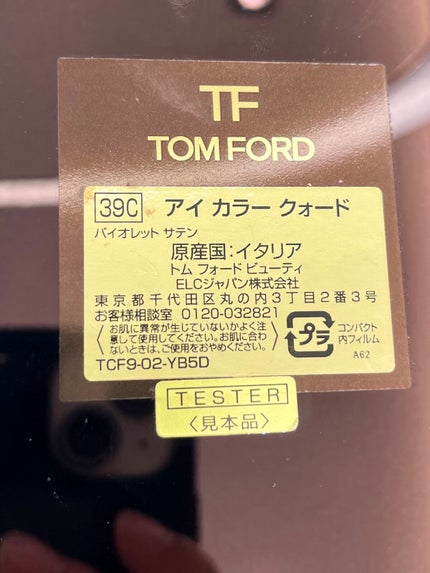 TF
TOM FORD
39C アイ カラー クォード
バイオレット サテン
原産国:イタリア
トム フォード ビューティ
ELCジャパン株式会社
東京都千代田区丸の内3丁目2番3号
お客様相談室 0120-032821
〈お肌に異常が生じていないかよく注
意して使用してください。お肌に合わ
ないときは、ご使用をおやめください。〉
プラ
コンパクト
内フィルム
TCF9-02-YB5D
A62
TESTER
〈見本品〉